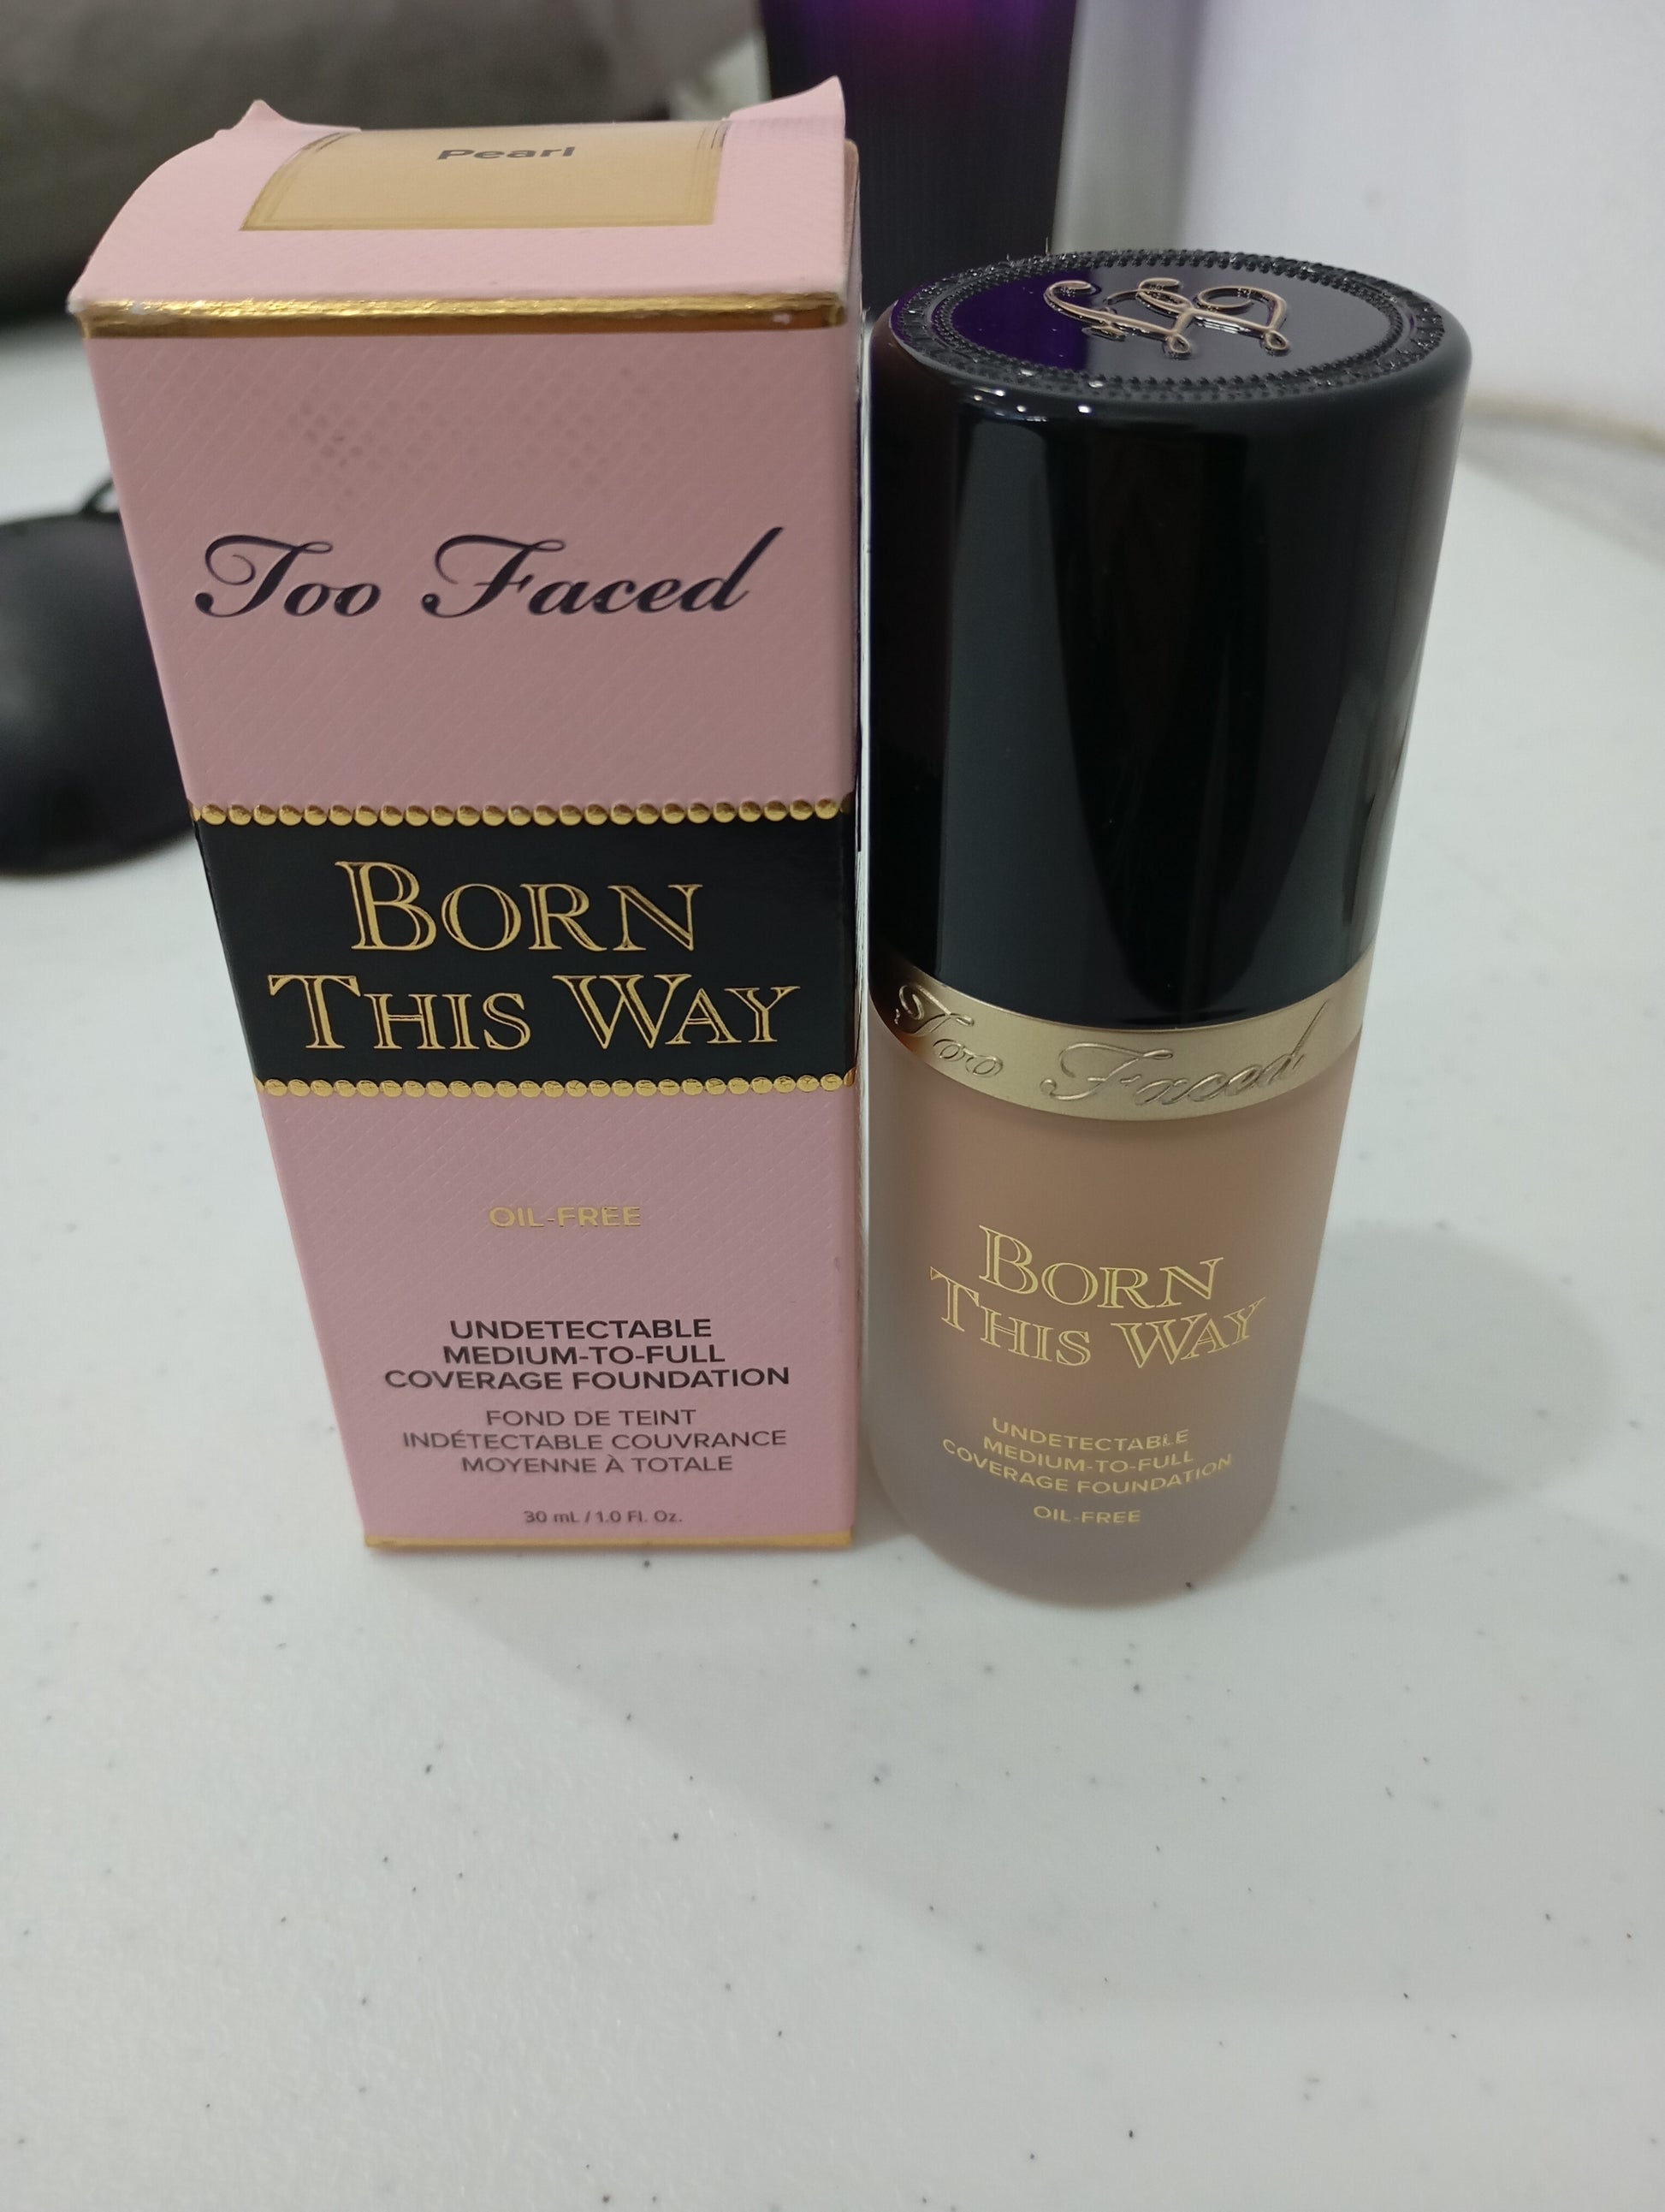 Pearl
Too Faced
BORN
THIS WAY
OIL-FREE
UNDETECTABLE
MEDIUM-TO-FULL
COVERAGE FOUNDATION
FOND DE TEINT
INDÉTECTABLE COUVRANCE
MOYENNE À TOTALE
30 mL / 1.0 Fl. Oz.
Too Faced
BORN
THIS WAY
UNDETECTABLE
MEDIUM-TO-FULL
COVERAGE FOUNDATION
OIL-FREE